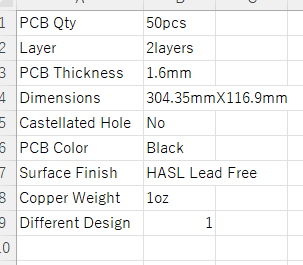 1 PCB Qty 50pcs
2 Layer 2layers
3 PCB Thickness 1.6mm
4 Dimensions 304.35mmX116.9mm
5 Castellated Hole No
6 PCB Color Black
7 Surface Finish HASL Lead Free
8 Copper Weight 1oz
9 Different Design 1
10